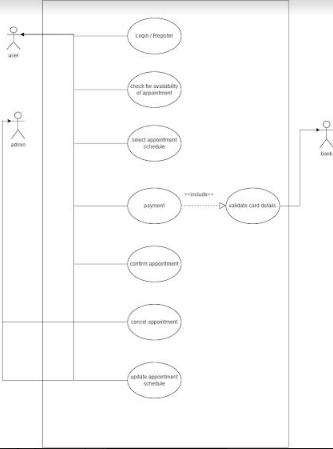 Login / Register
user
check for availability
of appointment
admin
select appointment
schedule
bank
<<include>>
payment
validate card details
confirm appointment
cancel appointment
update appointment
schedule